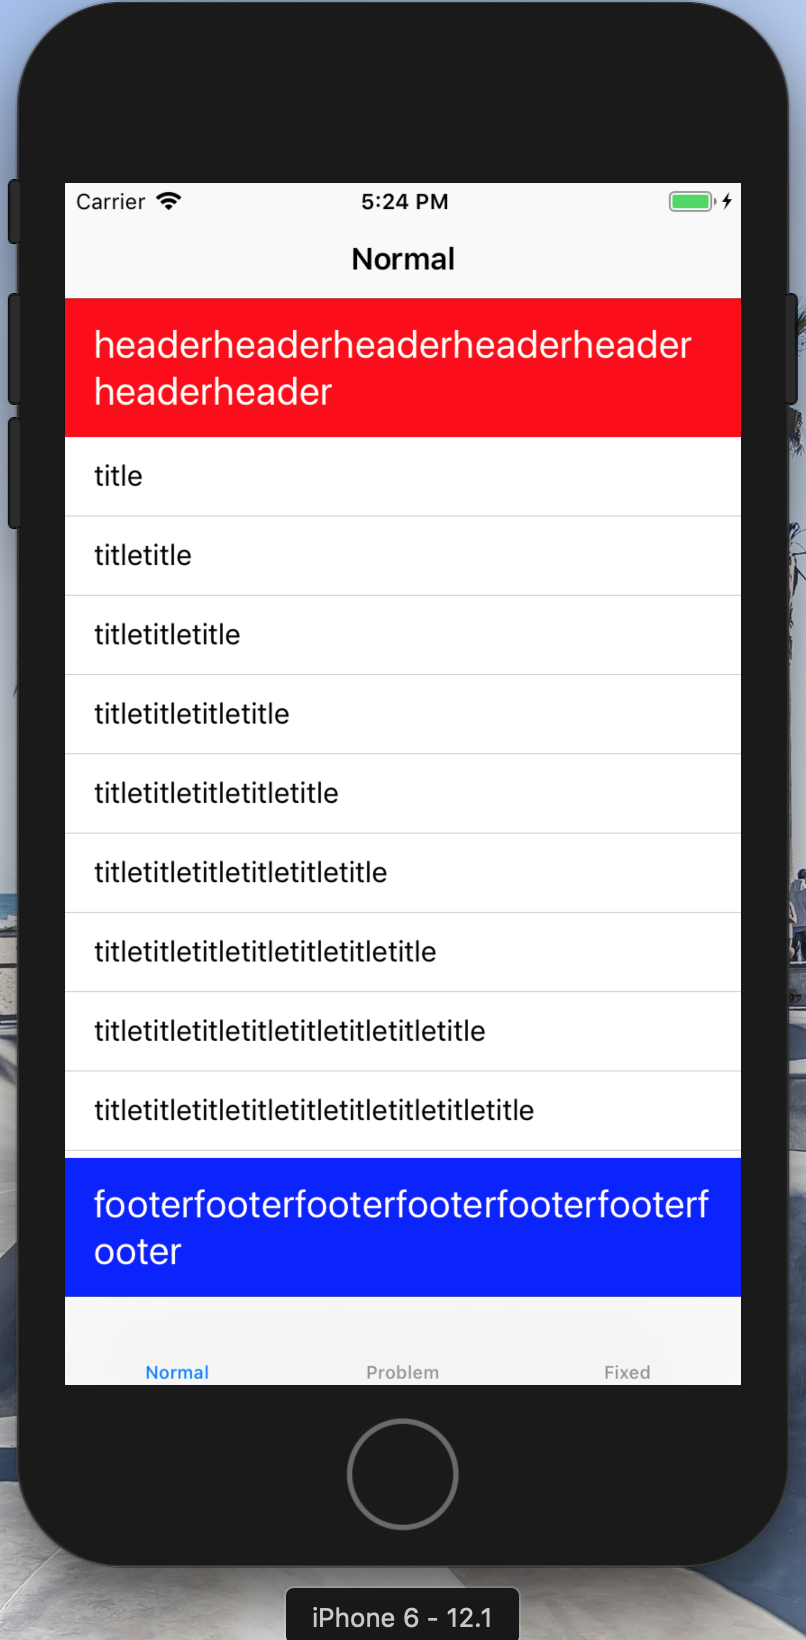 Carrier 5:24 PM
Normal
headerheaderheaderheaderheader
headerheader
title
titletitle
titletitletitle
titletitletitletitle
titletitletitletitletitle
titletitletitletitletitletitle
titletitletitletitletitletitletitle
titletitletitletitletitletitletitletitle
titletitletitletitletitletitletitletitletitle
footerfooterfooterfooterfooterfooterf
ooter
Normal Problem Fixed
iPhone 6 - 12.1